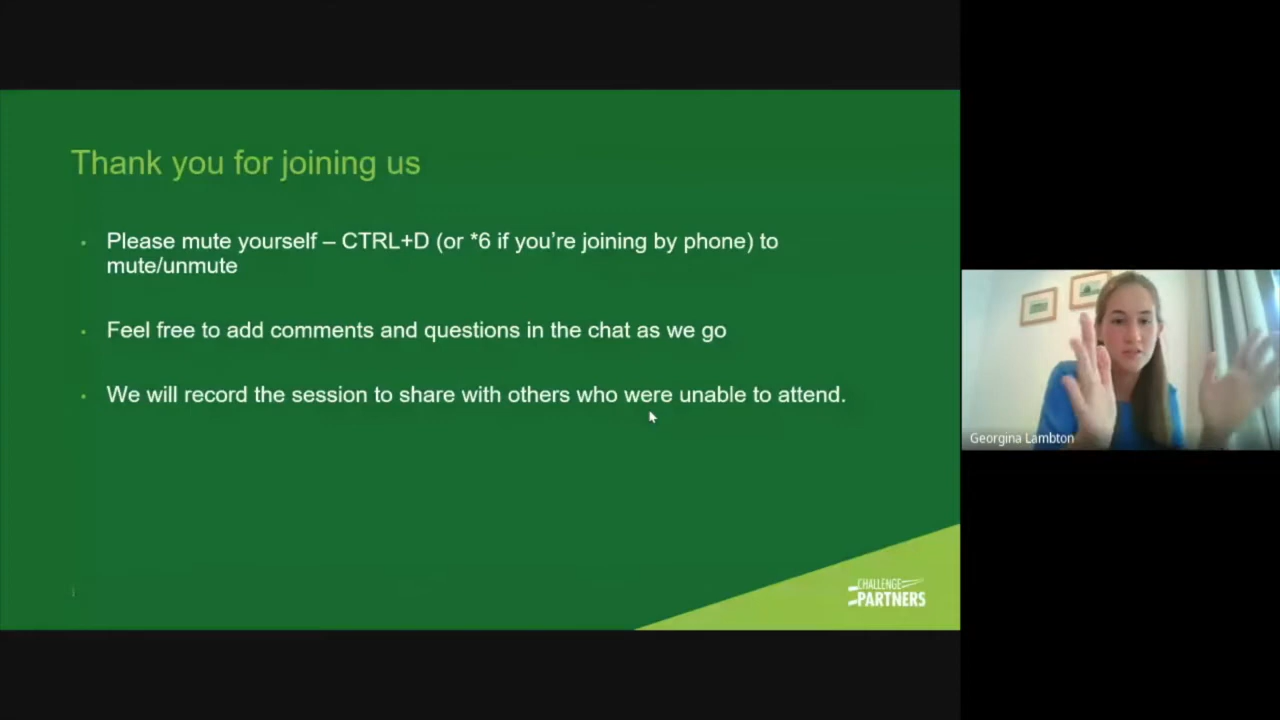 Thank you for joining us
Please mute yourself – CTRL+D (or *6 if you’re joining by phone) to
mute/unmute
Feel free to add comments and questions in the chat as we go
We will record the session to share with others who were unable to attend.
CHALLENGE
PARTNERS
Georgina Lambton